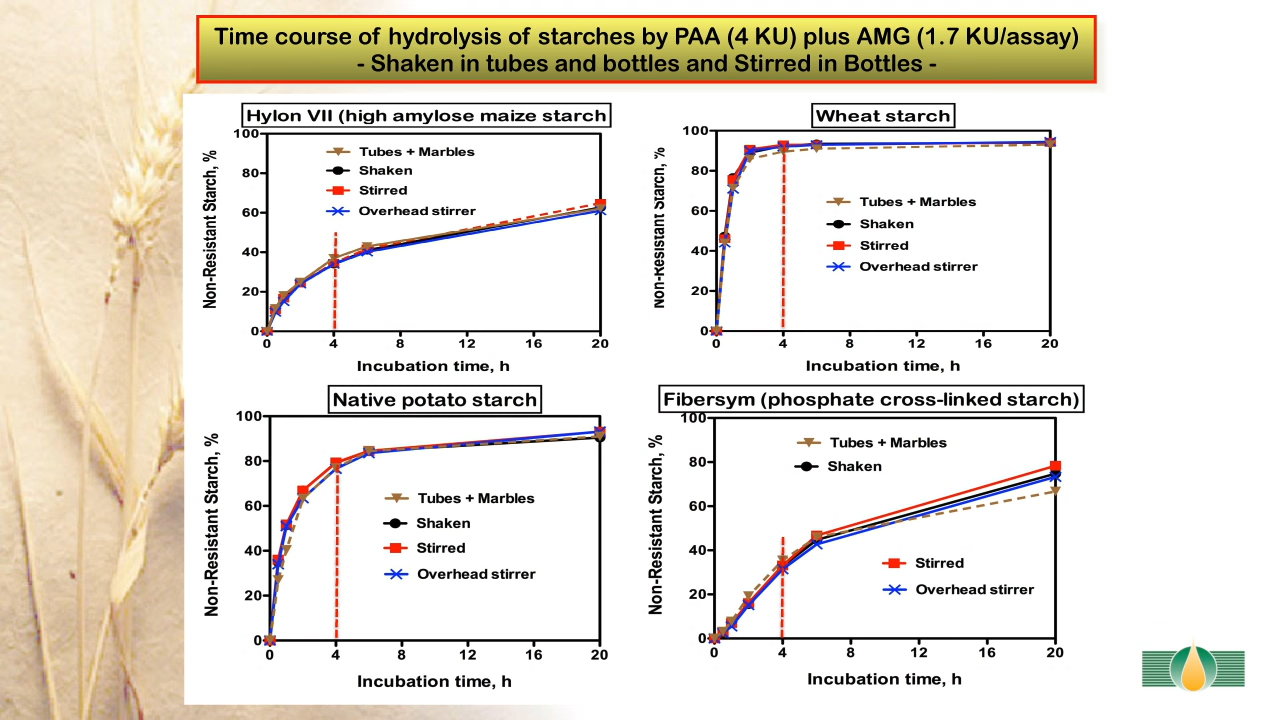 Time course of hydrolysis of starches by PAA (4 KU) plus AMG (1.7 KU/assay)
- Shaken in tubes and bottles and Stirred in Bottles -
Hylon VII (high amylose maize starch
Non-Resistant Starch, %
100
80
60
40
20
0
Tubes + Marbles
Shaken
Stirred
Overhead stirrer
0 4 8 12 16 20
Incubation time, h
Wheat starch
Non-Resistant Starch, %
100
80
60
40
20
0
Tubes + Marbles
Shaken
Stirred
Overhead stirrer
0 4 8 12 16 20
Incubation time, h
Native potato starch
Non-Resistant Starch, %
100
80
60
40
20
0
Tubes + Marbles
Shaken
Stirred
Overhead stirrer
0 4 8 12 16 20
Incubation time, h
Fibersym (phosphate cross-linked starch)
Non-Resistant Starch, %
100
80
60
40
20
0
Tubes + Marbles
Shaken
Stirred
Overhead stirrer
0 4 8 12 16 20
Incubation time, h